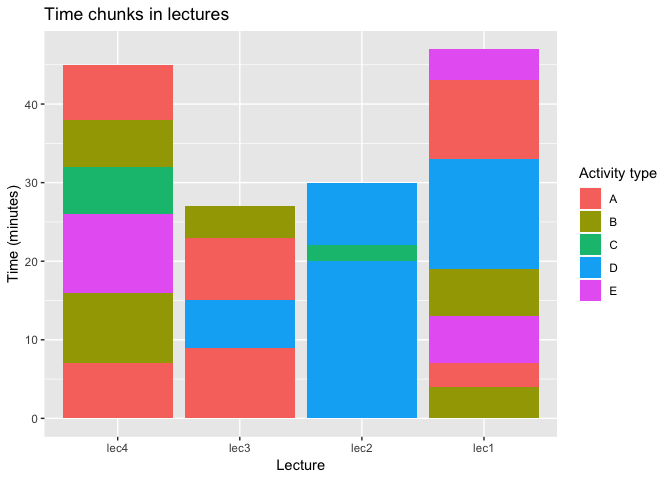 Time chunks in lectures
Time (minutes)
40
30
20
10
0
lec4 lec3 lec2 lec1
Lecture
Activity type
A
B
C
D
E